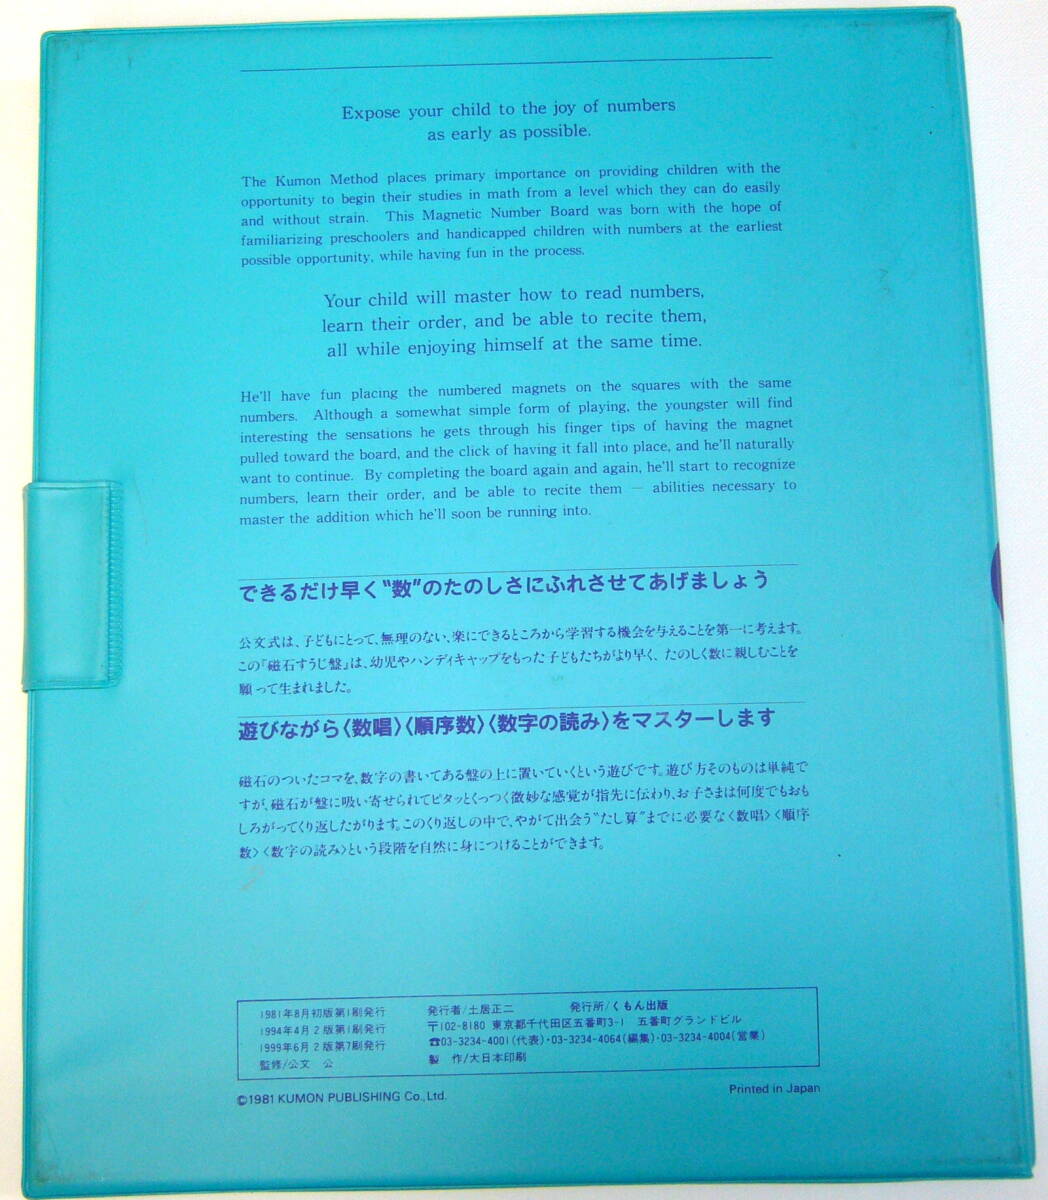 Expose your child to the joy of numbers
as early as possible.
The Kumon Method places primary importance on providing children with the
opportunity to begin their studies in math from a level which they can do easily
and without strain. This Magnetic Number Board was born with the hope of
familiarizing preschoolers and handicapped children with numbers at the earliest
possible opportunity, while having fun in the process.
Your child will master how to read numbers,
learn their order, and be able to recite them,
all while enjoying himself at the same time.
He'll have fun placing the numbered magnets on the squares with the same
numbers. Although a somewhat simple form of playing, the youngster will find
interesting the sensations he gets through his finger tips of having the magnet
pulled toward the board, and the click of having it fall into place, and he'll naturally
want to continue. By completing the board again and again, he'll start to recognize
numbers, learn their order, and be able to recite them — abilities necessary to
master the addition which he'll soon be running into.
できるだけ早く"数"のたのしさにふれさせてあげましょう
公文式は、子どもにとって、無理のない、楽にできるところから学習する機会を与えることを第一に考えます。
この「磁石すうじ盤」は、幼児やハンディキャップをもった子どもたちがより早く、たのしく数に親しむことを
願って生まれました。
遊びながら〈数唱〉〈順序数〉〈数字の読み〉をマスターします
磁石のついたコマを、数字の書いてある盤の上に置いていくという遊びです。遊び方そのものは単純で
すが、磁石が盤に吸い寄せられてピタッとくっつく微妙な感覚が指先に伝わり、お子さまは何度でもおも
しろがってくり返したがります。このくり返しの中で、やがて出会う"たし算"までに必要な〈数唱〉〈順序
数〉〈数字の読み〉という段階を自然に身につけることができます。
1981年8月初版第1刷発行 発行者/土居正二 発行所/くもん出版
1994年4月2版第1刷発行 〒102-8180 東京都千代田区五番町3-1 五番町グランドビル
1999年6月2版第7刷発行 ☎03-3234-4001(代表)・03-3234-4064(編集)・03-3234-4004(営業)
監修/公文 公 製 作/大日本印刷
©1981 KUMON PUBLISHING Co., Ltd. Printed in Japan